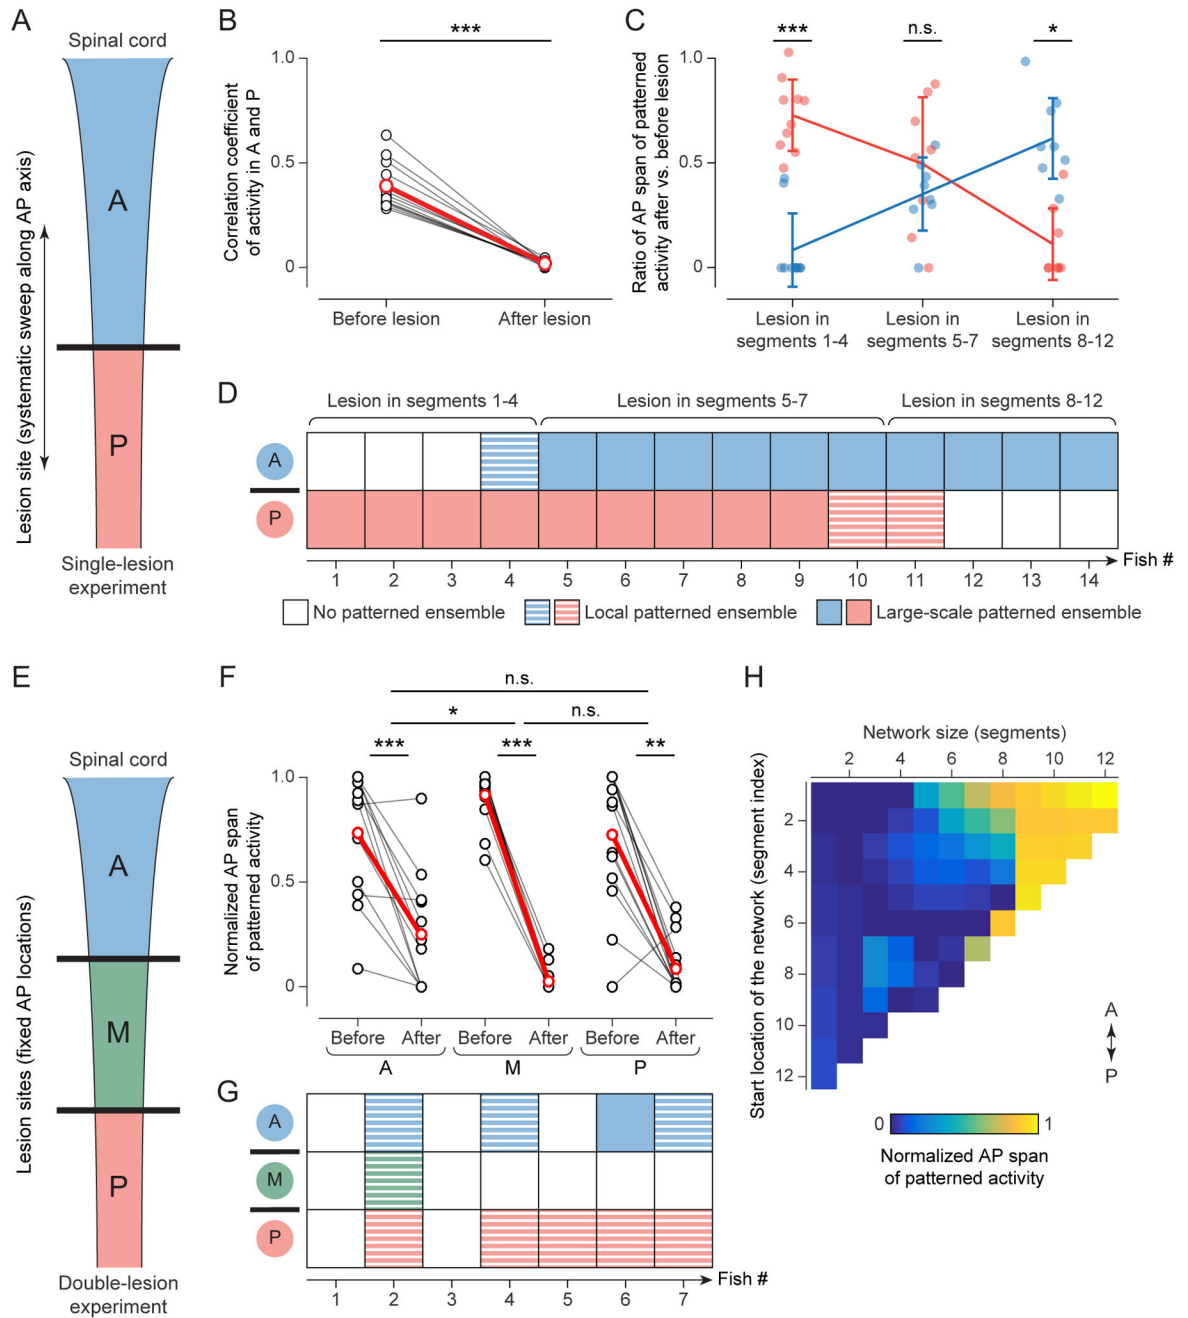 A
Spinal cord
A
P
Lesion site (systematic sweep along AP axis)
Single-lesion
experiment
B
***
Correlation coefficient
of activity in A and P
1.0
0.5
0
Before lesion
After lesion
C
***
n.s.
*
Ratio of AP span of patterned
activity after vs. before lesion
1.0
0.5
0
Lesion in
segments 1-4
Lesion in
segments 5-7
Lesion in
segments 8-12
D
Lesion in segments 1-4
Lesion in segments 5-7
Lesion in segments 8-12
A
P
Fish #
1 2 3 4 5 6 7 8 9 10 11 12 13 14
No patterned ensemble
Local patterned ensemble
Large-scale patterned ensemble
E
Spinal cord
A
M
P
Lesion sites (fixed AP locations)
Double-lesion
experiment
F
n.s.
*
n.s.
***
***
**
Normalized AP span
of patterned activity
1.0
0.5
0
Before After Before After Before After
A M P
G
A
M
P
Fish #
1 2 3 4 5 6 7
H
Network size (segments)
2 4 6 8 10 12
Start location of the network (segment index)
2
4
6
8
10
12
A
P
0
1
Normalized AP span
of patterned activity